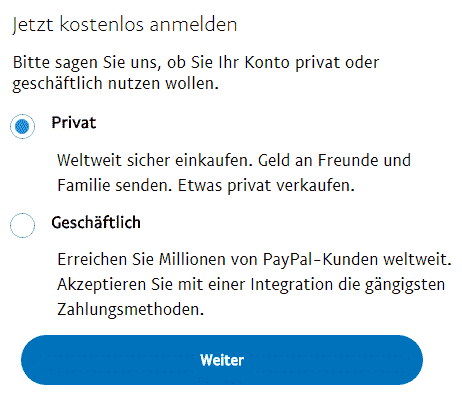 Jetzt kostenlos anmelden
Bitte sagen Sie uns, ob Sie Ihr Konto privat oder
geschäftlich nutzen wollen.
Privat
Weltweit sicher einkaufen. Geld an Freunde und
Familie senden. Etwas privat verkaufen.
Geschäftlich
Erreichen Sie Millionen von PayPal-Kunden weltweit.
Akzeptieren Sie mit einer Integration die gängigsten
Zahlungsmethoden.
Weiter